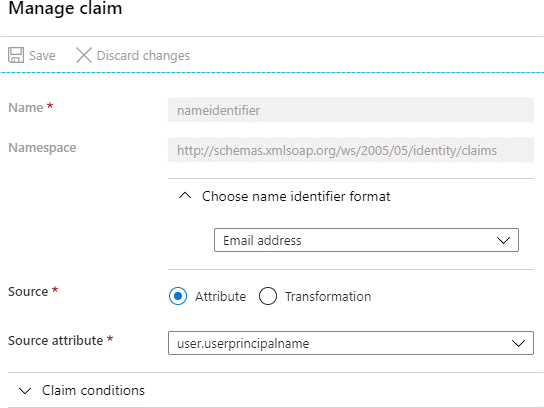 Manage claim
Save Discard changes
Name * nameidentifier
Namespace http://schemas.xmlsoap.org/ws/2005/05/identity/claims
Choose name identifier format
Email address
Source * Attribute Transformation
Source attribute * user.userprincipalname
Claim conditions